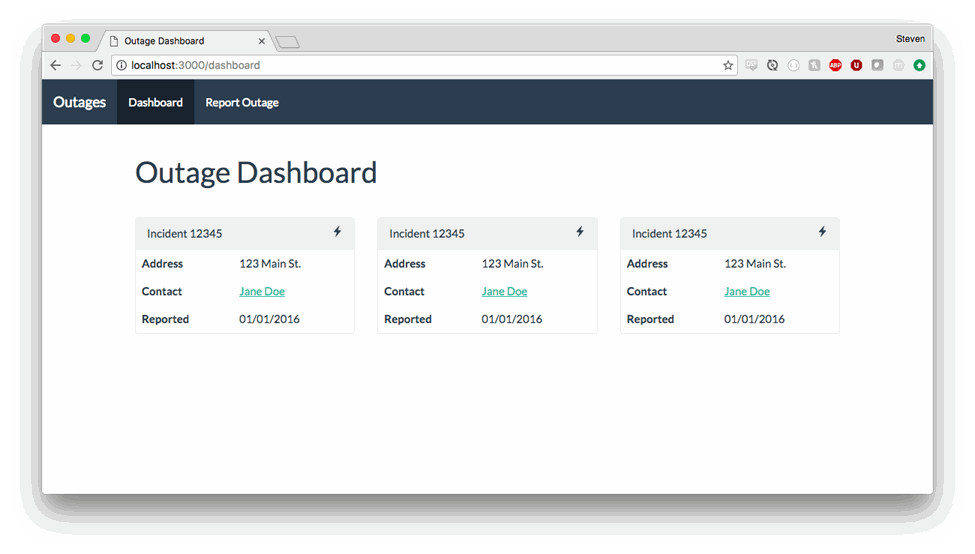 Outage Dashboard
Steven
localhost:3000/dashboard
ABP
U
Outages Dashboard Report Outage
Outage Dashboard
Incident 12345
Address 123 Main St.
Contact Jane Doe
Reported 01/01/2016
Incident 12345
Address 123 Main St.
Contact Jane Doe
Reported 01/01/2016
Incident 12345
Address 123 Main St.
Contact Jane Doe
Reported 01/01/2016